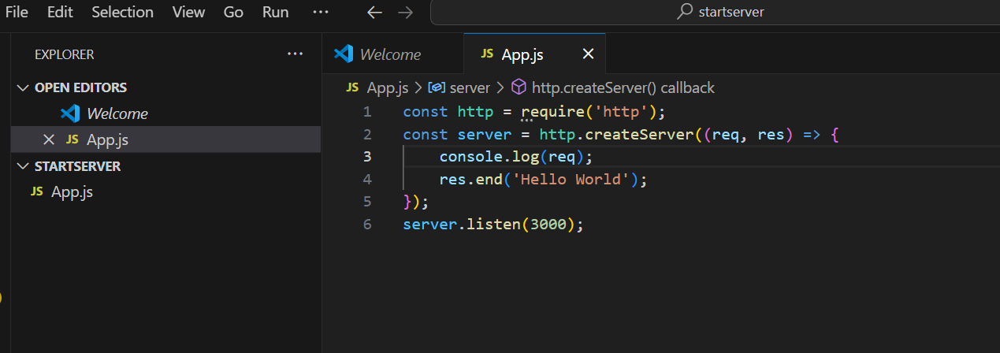 File Edit Selection View Go Run ··· ← → startserver
EXPLORER ···
Welcome
JS App.js ×
OPEN EDITORS
Welcome
× JS App.js
STARTSERVER
JS App.js
JS App.js > server > http.createServer() callback
1 const http = require('http');
2 const server = http.createServer((req, res) => {
3 console.log(req);
4 res.end('Hello World');
5 });
6 server.listen(3000);